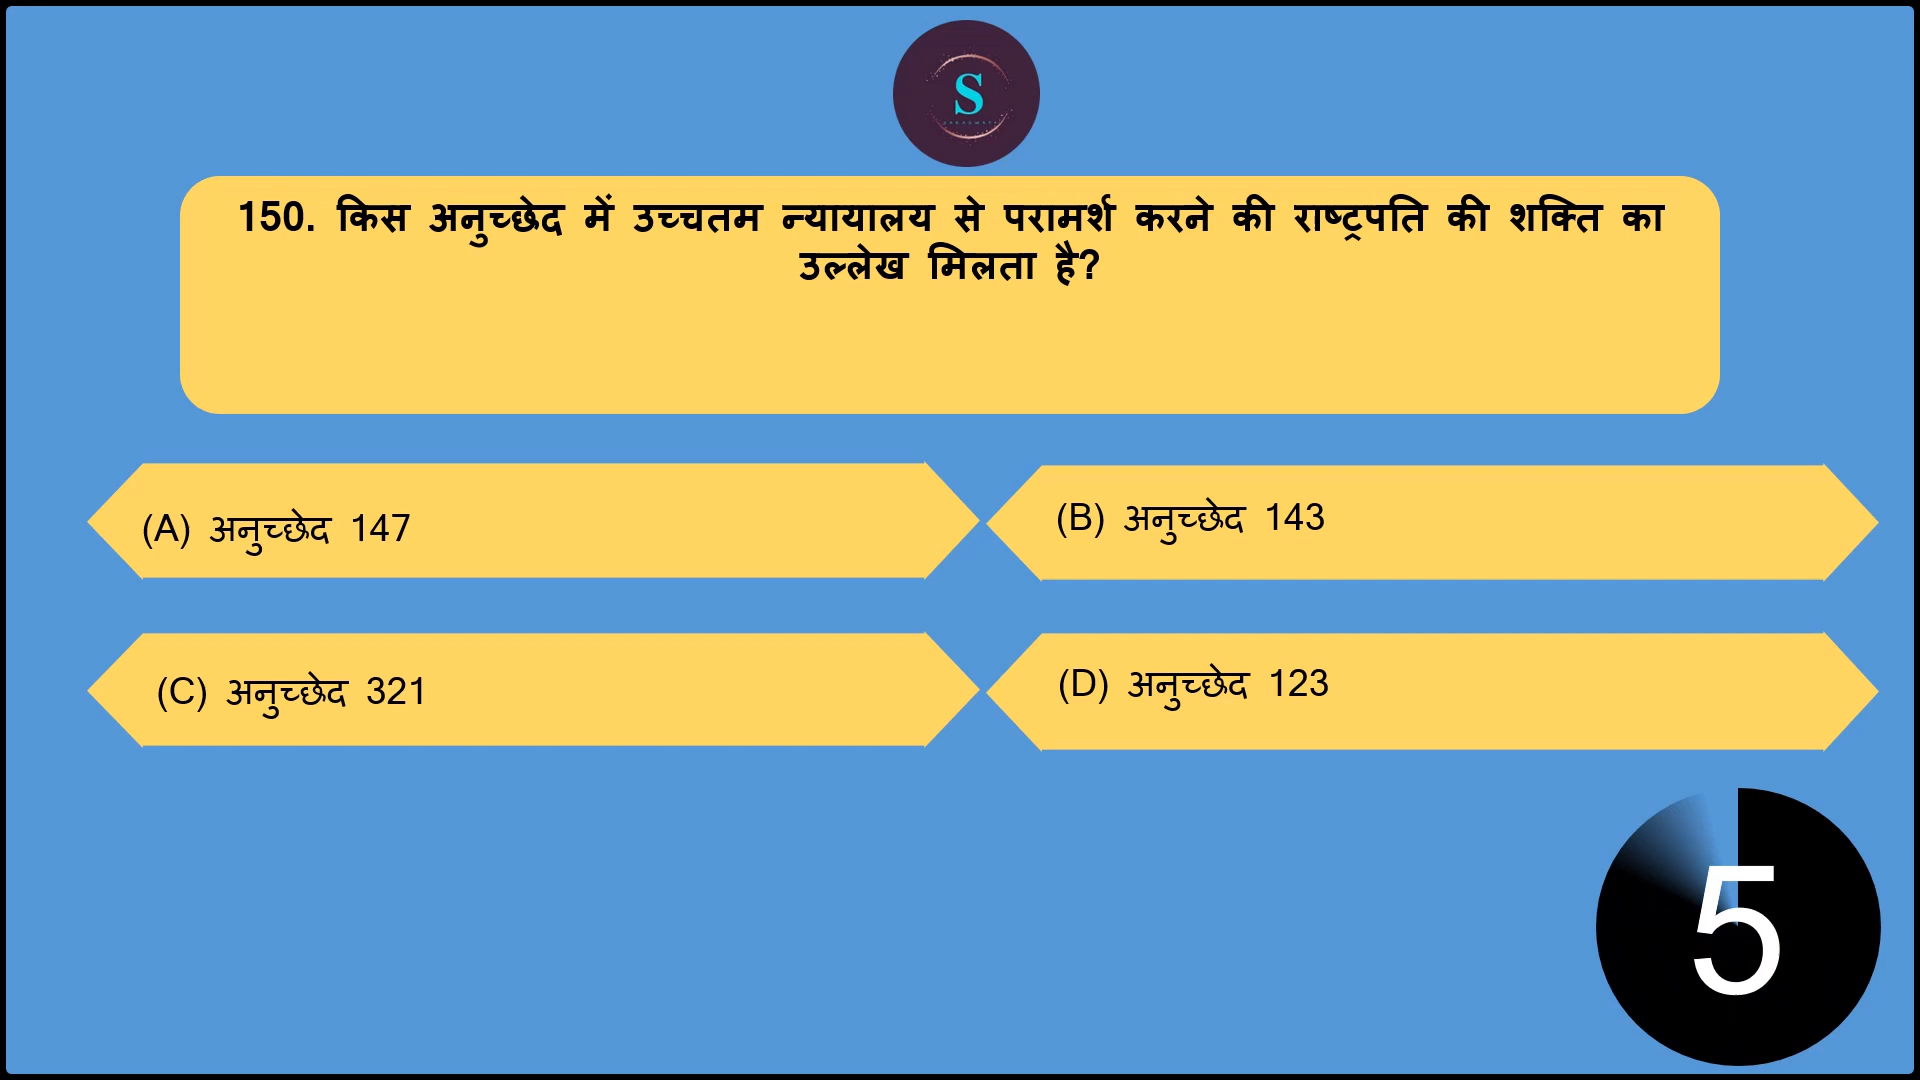 S
150. किस अनुच्छेद में उच्चतम न्यायालय से परामर्श करने की राष्ट्रपति की शक्ति का
उल्लेख मिलता है?
(A) अनुच्छेद 147
(B) अनुच्छेद 143
(C) अनुच्छेद 321
(D) अनुच्छेद 123
5